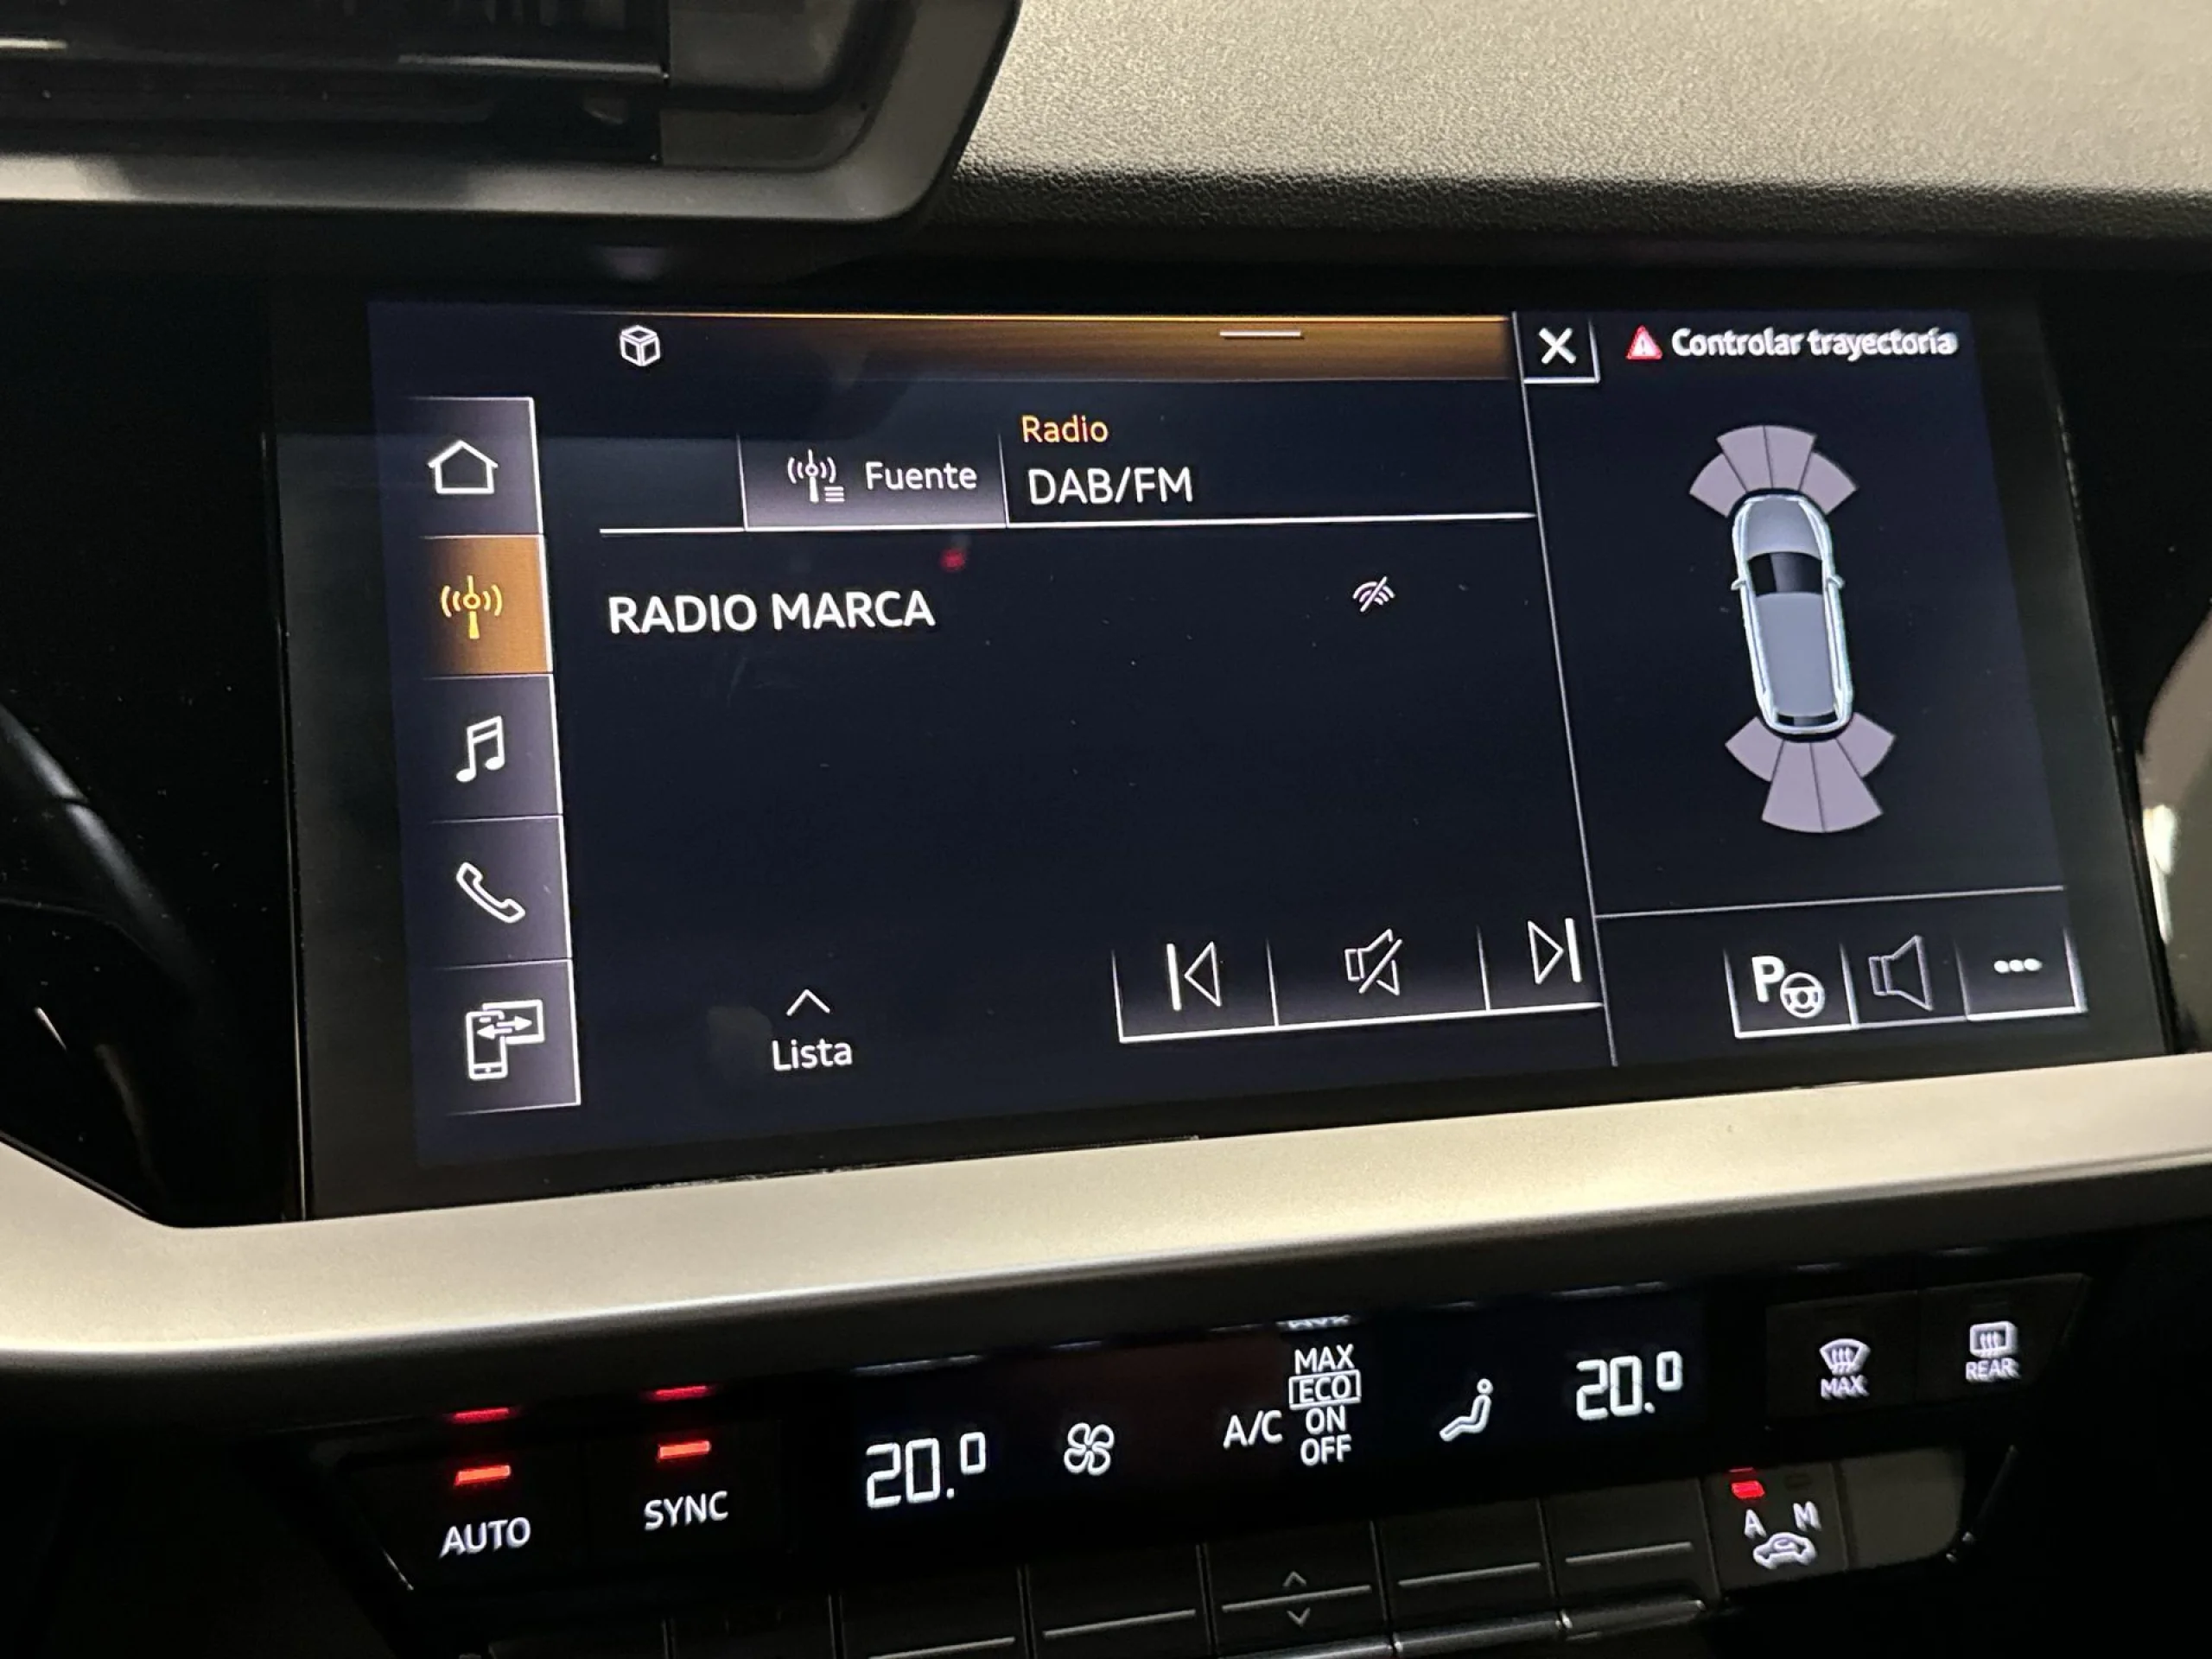 Controlar trayectoria
Radio
Fuente
DAB/FM
RADIO MARCA
Lista
P
MAX
ECO
A/C
ON
OFF
20.0
20.0
AUTO
SYNC
MAX
REAR
A M